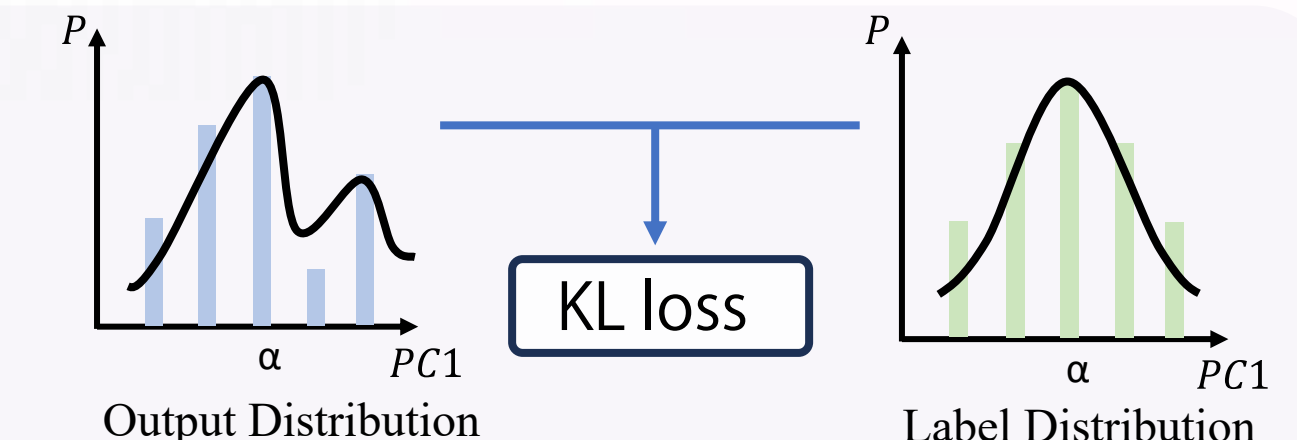 P
α
PC1
Output Distribution
KL loss
P
α
PC1
Label Distribution